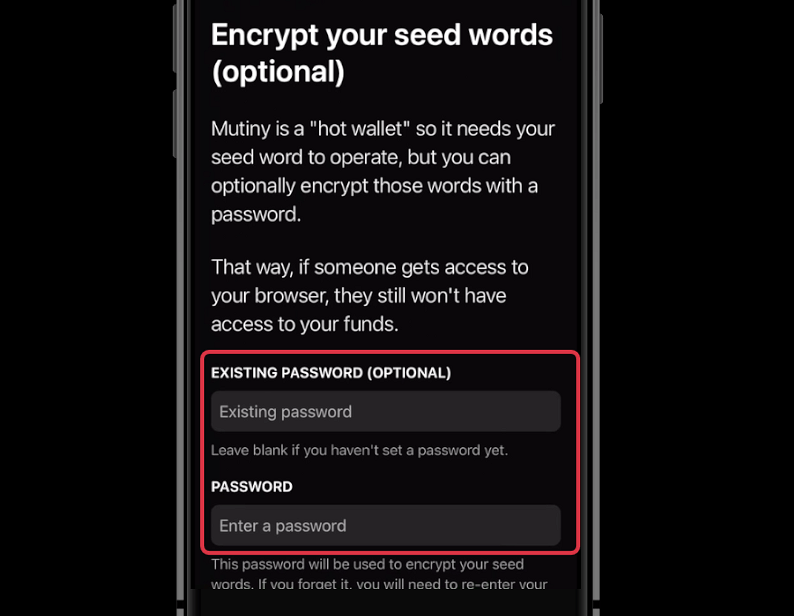 Encrypt your seed words
(optional)
Mutiny is a "hot wallet" so it needs your
seed word to operate, but you can
optionally encrypt those words with a
password.
That way, if someone gets access to
your browser, they still won't have
access to your funds.
EXISTING PASSWORD (OPTIONAL)
Existing password
Leave blank if you haven't set a password yet.
PASSWORD
Enter a password
This password will be used to encrypt your seed
words. If you forget it, you will need to re-enter your